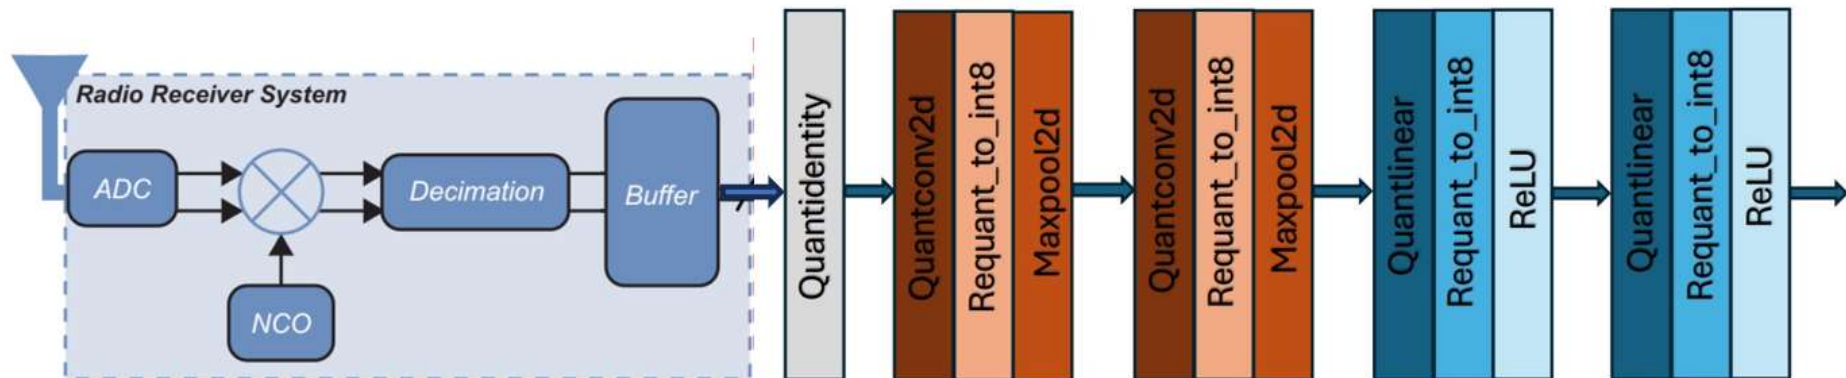 Radio Receiver System
ADC
Decimation
Buffer
NCO
Quantidentity
Quantconv2d
Requant_to_int8
Maxpool2d
Quantconv2d
Requant_to_int8
Maxpool2d
Quantlinear
Requant_to_int8
ReLU
Quantlinear
Requant_to_int8
ReLU